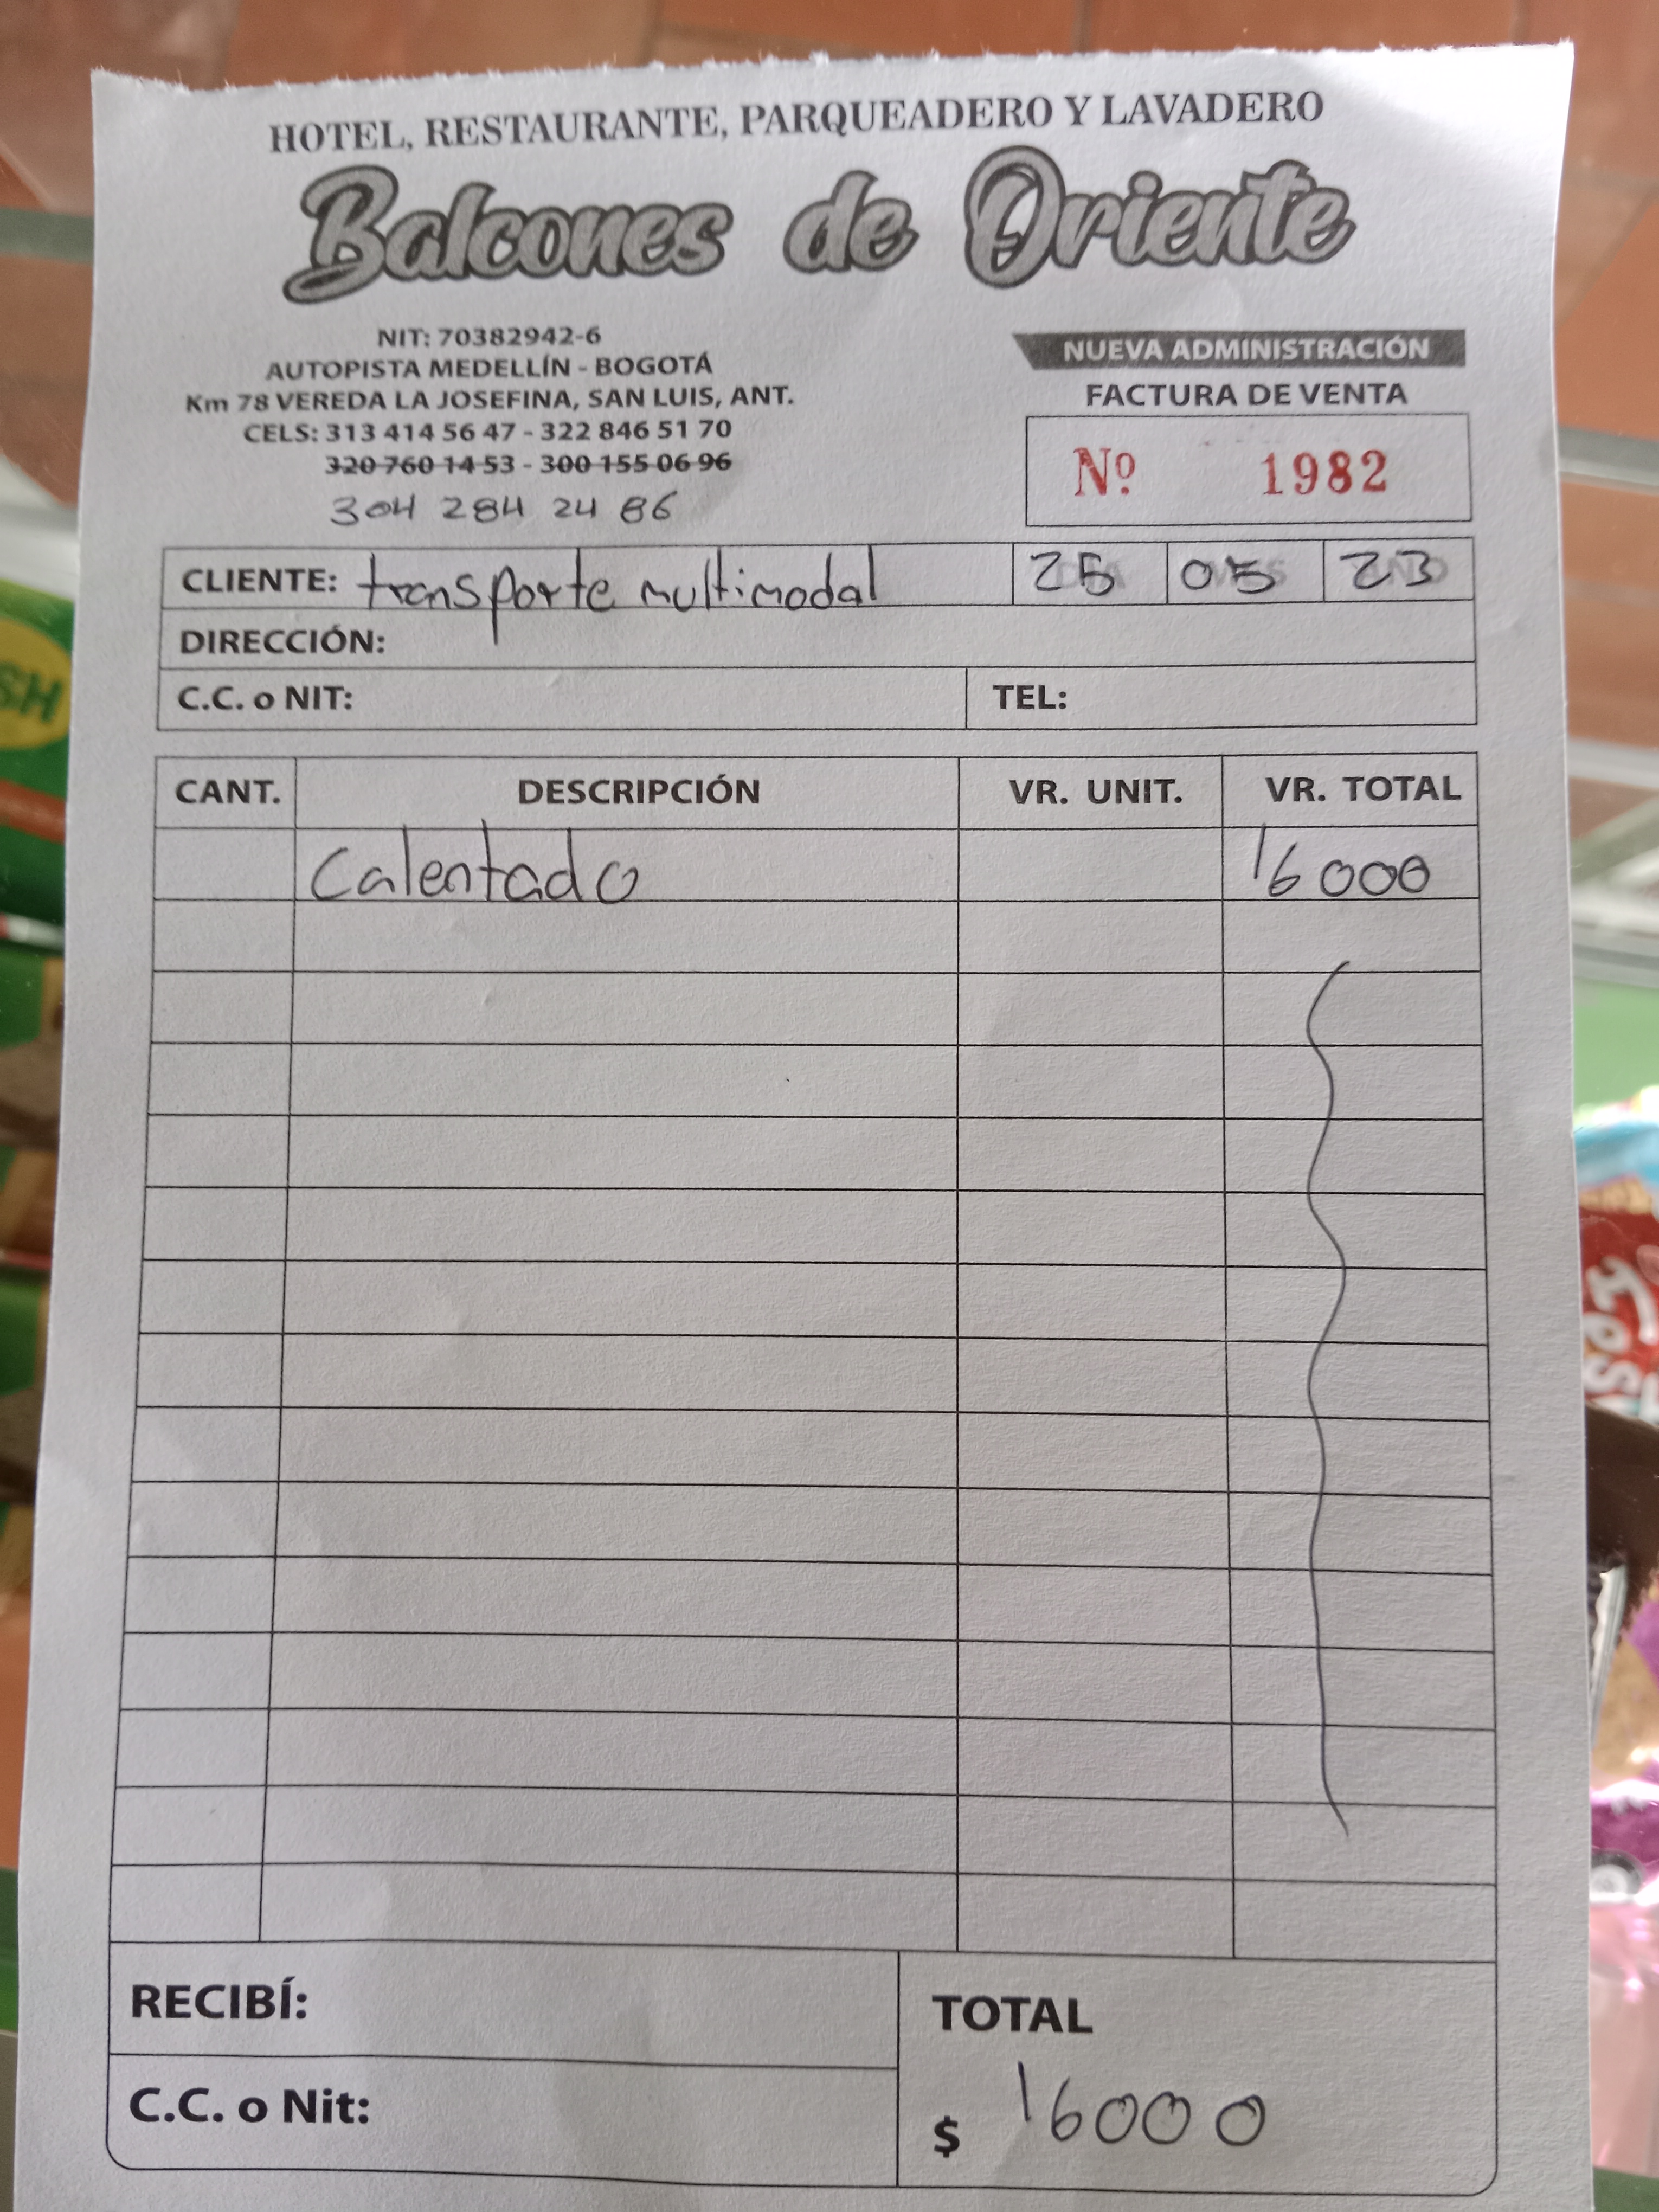 HOTEL, RESTAURANTE, PARQUEADERO Y LAVADERO
Balcones de Oriente
NIT: 70382942-6
AUTOPISTA MEDELLÍN - BOGOTÁ
Km 78 VEREDA LA JOSEFINA, SAN LUIS, ANT.
CELS: 313 414 56 47 - 322 846 51 70
320 760 14 53 - 300 155 06 96
304 284 24 86
NUEVA ADMINISTRACIÓN
FACTURA DE VENTA
Nº 1982
CLIENTE: transporte multimodal 25 05 23
DIRECCIÓN:
C.C. o NIT: TEL:
CANT. DESCRIPCIÓN VR. UNIT. VR. TOTAL
Calentado 16000
RECIBÍ:
C.C. o Nit:
TOTAL
$ 16000